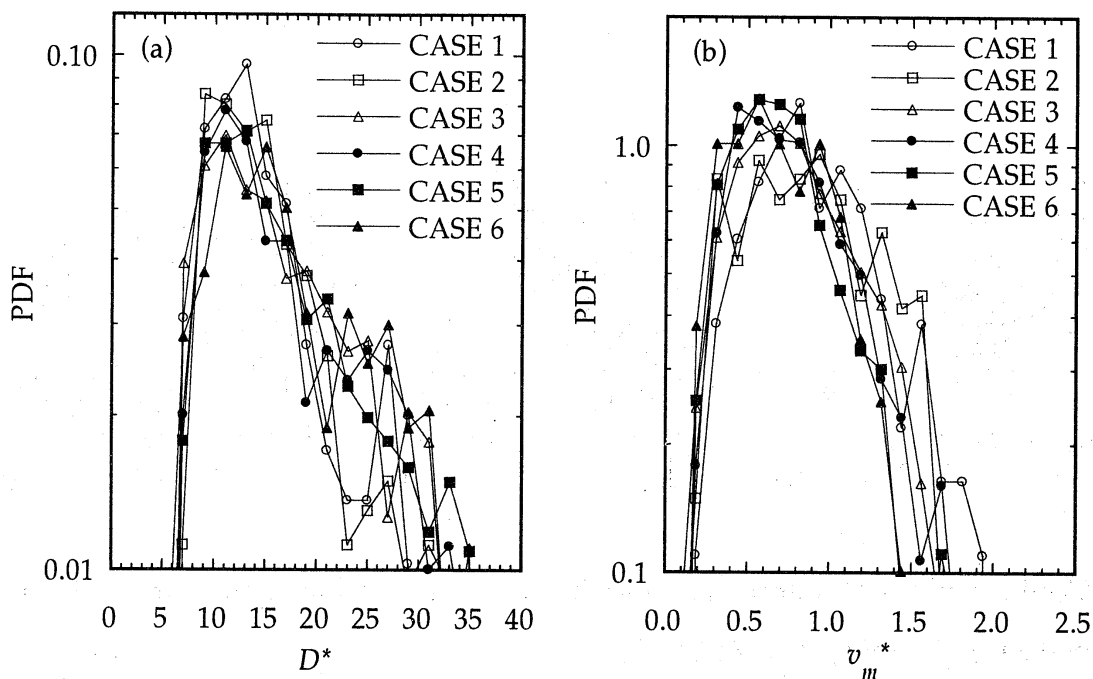 (a)
CASE 1
CASE 2
CASE 3
CASE 4
CASE 5
CASE 6
0.10
0.01
PDF
0 5 10 15 20 25 30 35 40
D*
(b)
CASE 1
CASE 2
CASE 3
CASE 4
CASE 5
CASE 6
1.0
0.1
PDF
0.0 0.5 1.0 1.5 2.0 2.5
vm*